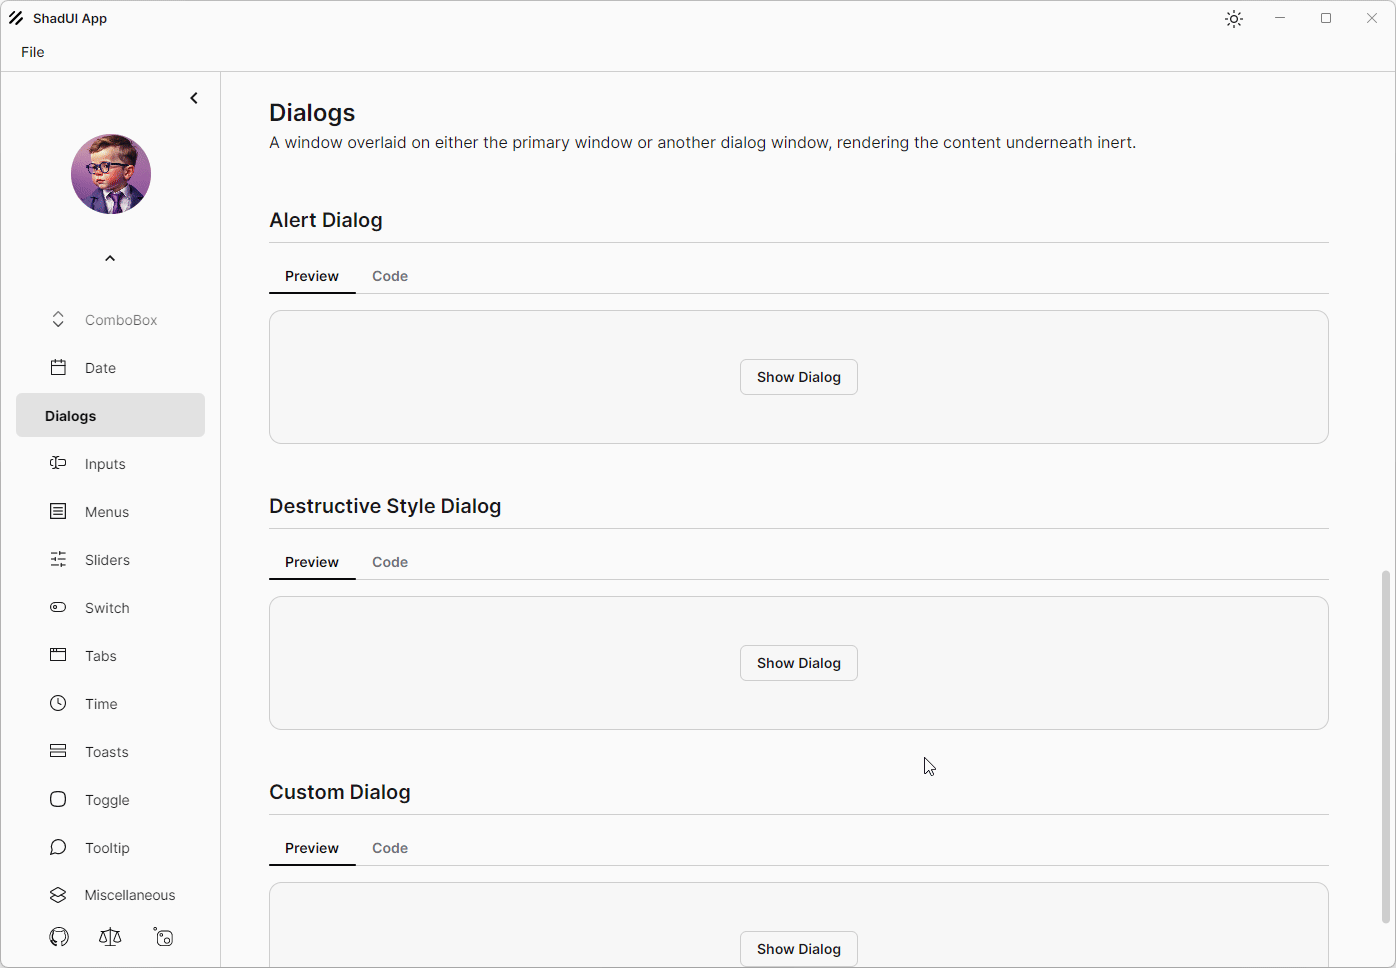 ShadUI App
File
ComboBox
Date
Dialogs
Inputs
Menus
Sliders
Switch
Tabs
Time
Toasts
Toggle
Tooltip
Miscellaneous
Dialogs
A window overlaid on either the primary window or another dialog window, rendering the content underneath inert.
Alert Dialog
Preview Code
Show Dialog
Destructive Style Dialog
Preview Code
Show Dialog
Custom Dialog
Preview Code
Show Dialog